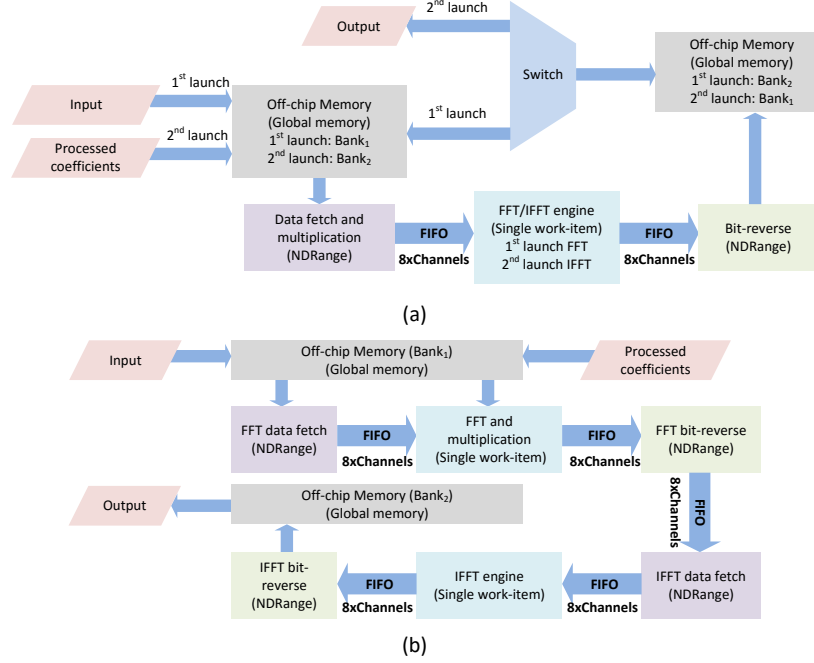 2nd launch
Output
Switch
Off-chip Memory
(Global memory)
1st launch: Bank2
2nd launch: Bank1
1st launch
Input
2nd launch
Processed
coefficients
Off-chip Memory
(Global memory)
1st launch: Bank1
2nd launch: Bank2
1st launch
Data fetch and
multiplication
(NDRange)
FIFO
8xChannels
FFT/IFFT engine
(Single work-item)
1st launch FFT
2nd launch IFFT
FIFO
8xChannels
Bit-reverse
(NDRange)
(a)
Input
Off-chip Memory (Bank1)
(Global memory)
Processed
coefficients
FFT data fetch
(NDRange)
FIFO
8xChannels
FFT and
multiplication
(Single work-item)
FIFO
8xChannels
FFT bit-reverse
(NDRange)
FIFO
8xChannels
Output
Off-chip Memory (Bank2)
(Global memory)
IFFT bit-
reverse
(NDRange)
FIFO
8xChannels
IFFT engine
(Single work-item)
FIFO
8xChannels
IFFT data fetch
(NDRange)
(b)